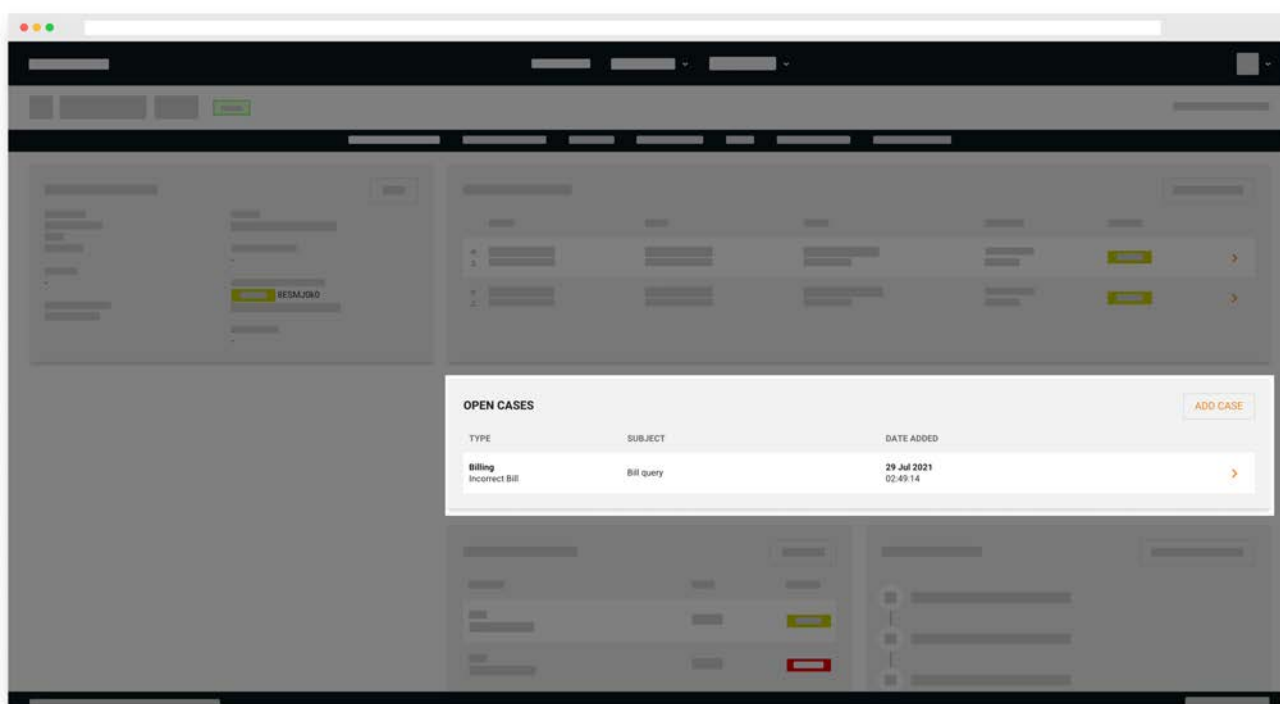 8ESMJ0k0
OPEN CASES
ADD CASE
TYPE SUBJECT DATE ADDED
Billing
Incorrect Bill
Bill query
29 Jul 2021
02:49:14